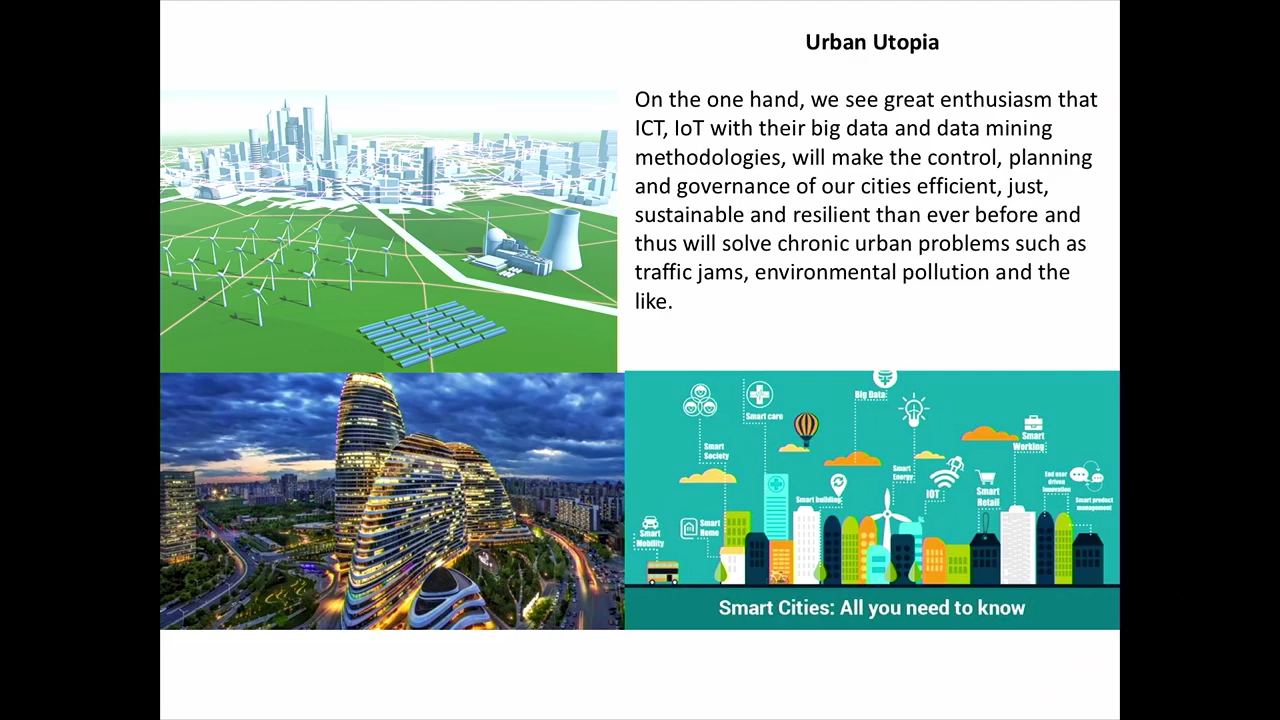 Urban Utopia
On the one hand, we see great enthusiasm that
ICT, IoT with their big data and data mining
methodologies, will make the control, planning
and governance of our cities efficient, just,
sustainable and resilient than ever before and
thus will solve chronic urban problems such as
traffic jams, environmental pollution and the
like.
Big Data
Smart care
Smart
Society
Smart
Working
Smart
Energy
IOT
Smart
Retail
End user
driven
innovation
Smart product
management
Smart building
Smart
Home
Smart
Mobility
Smart Cities: All you need to know